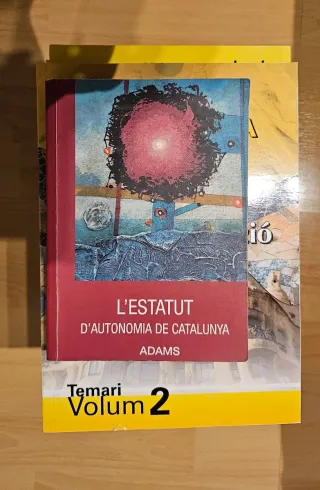 L'ESTATUT
D'AUTONOMIA DE CATALUNYA
ADAMS
Temari
Volum 2